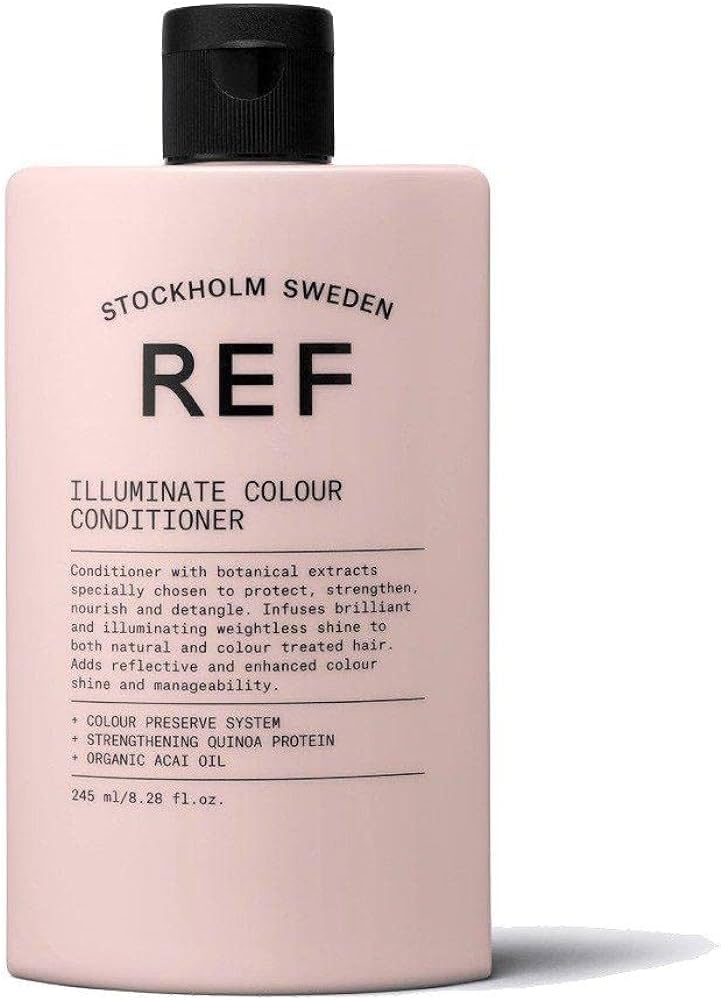 STOCKHOLM SWEDEN
REF
ILLUMINATE COLOUR
CONDITIONER
Conditioner with botanical extracts
specially chosen to protect, strengthen,
nourish and detangle. Infuses brilliant
and illuminating weightless shine to
both natural and colour treated hair.
Adds reflective and enhanced colour
shine and manageability.
+ COLOUR PRESERVE SYSTEM
+ STRENGTHENING QUINOA PROTEIN
+ ORGANIC ACAI OIL
245 ml/8.28 fl.oz.